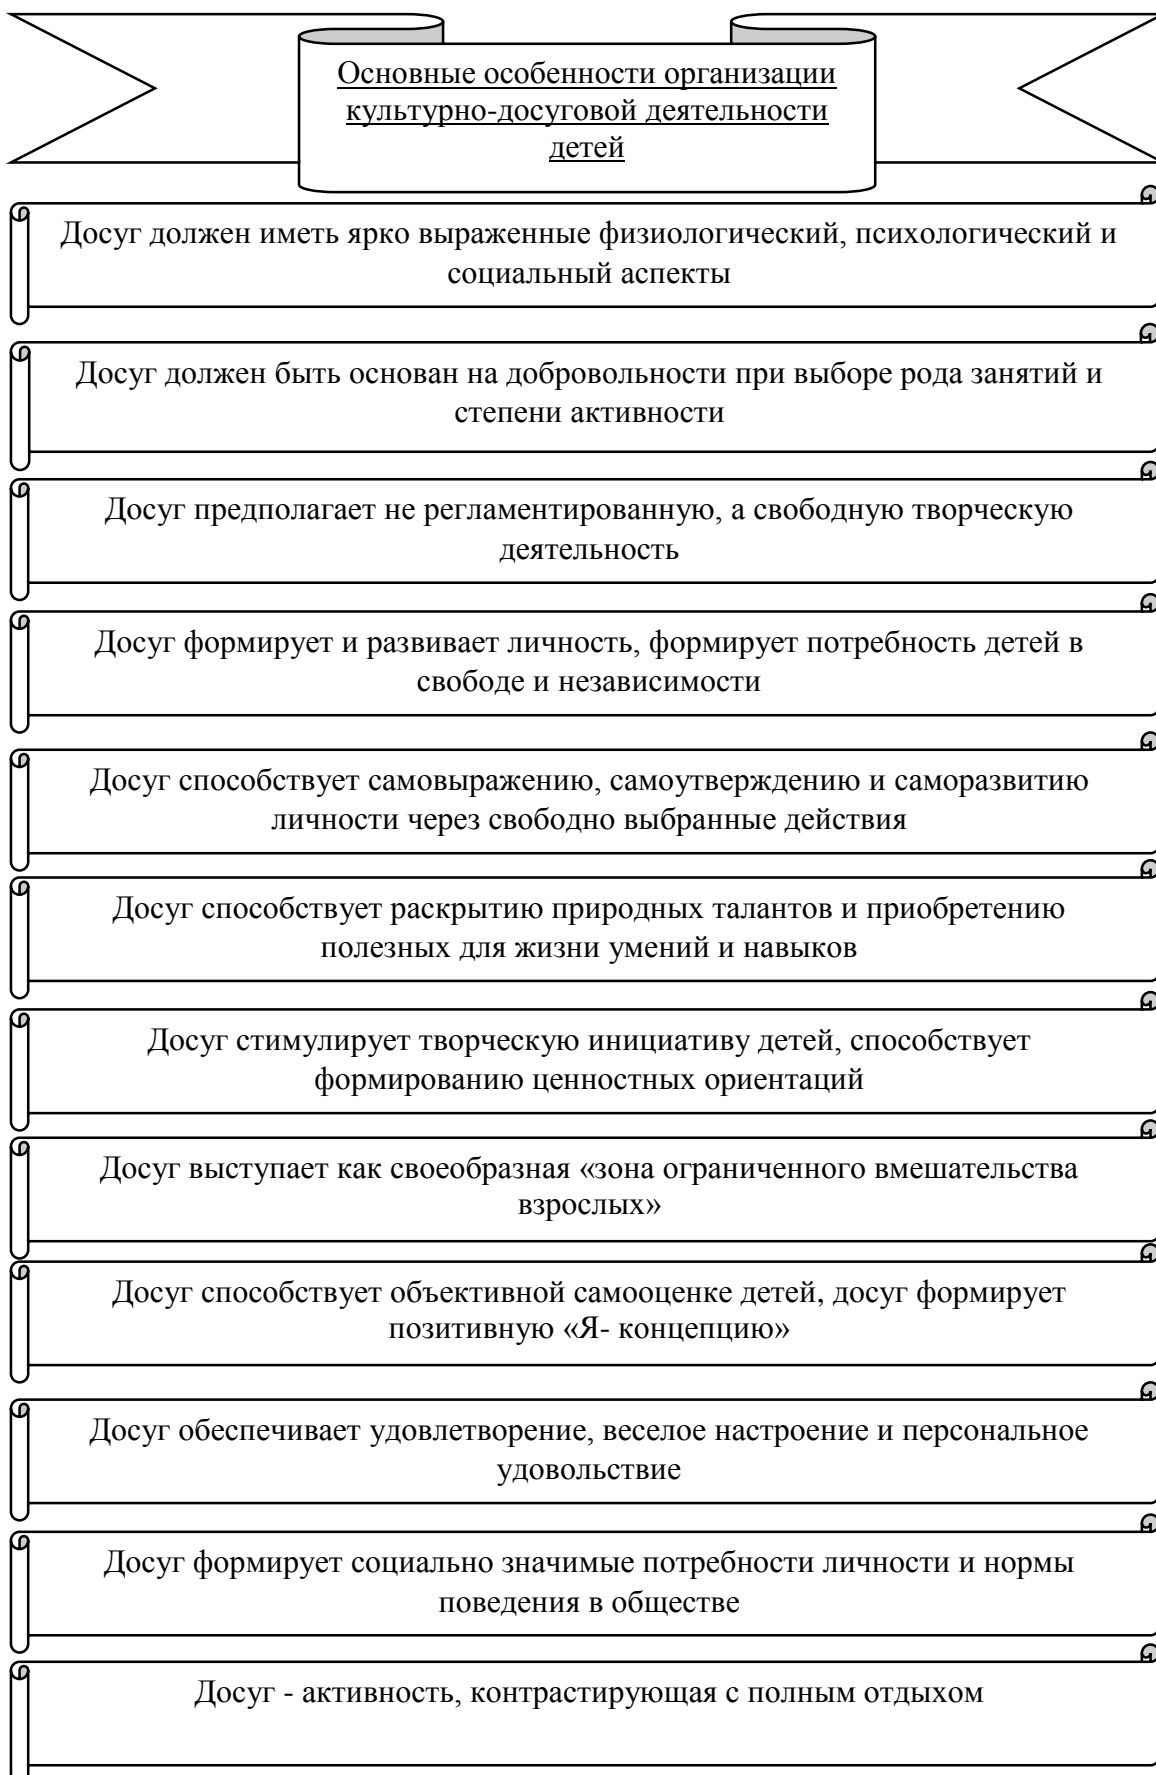 Основные особенности организации
культурно-досуговой деятельности
детей
Досуг должен иметь ярко выраженные физиологический, психологический и
социальный аспекты
Досуг должен быть основан на добровольности при выборе рода занятий и
степени активности
Досуг предполагает не регламентированную, а свободную творческую
деятельность
Досуг формирует и развивает личность, формирует потребность детей в
свободе и независимости
Досуг способствует самовыражению, самоутверждению и саморазвитию
личности через свободно выбранные действия
Досуг способствует раскрытию природных талантов и приобретению
полезных для жизни умений и навыков
Досуг стимулирует творческую инициативу детей, способствует
формированию ценностных ориентаций
Досуг выступает как своеобразная «зона ограниченного вмешательства
взрослых»
Досуг способствует объективной самооценке детей, досуг формирует
позитивную «Я- концепцию»
Досуг обеспечивает удовлетворение, веселое настроение и персональное
удовольствие
Досуг формирует социально значимые потребности личности и нормы
поведения в обществе
Досуг - активность, контрастирующая с полным отдыхом